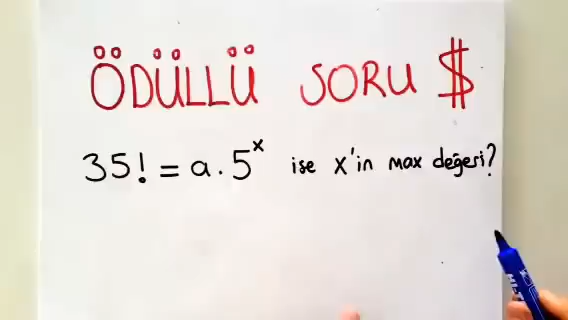 ÖDÜLLÜ SORU $
35! = a . 5^x ise x'in max değeri?